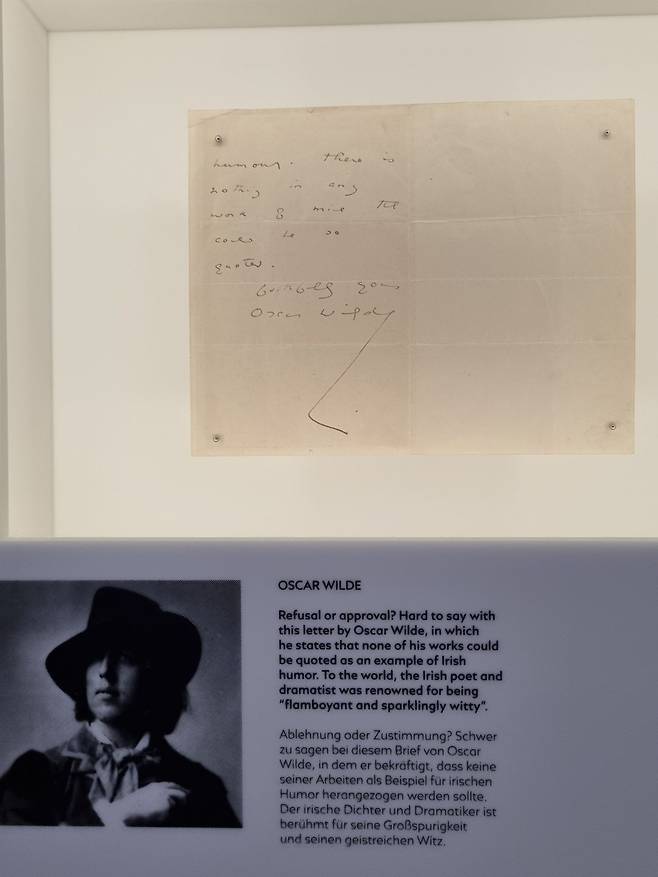 humour. There is
nothing in any
work of mine that
could be so
quoted.
yours
Oscar Wilde
OSCAR WILDE
Refusal or approval? Hard to say with
this letter by Oscar Wilde, in which
he states that none of his works could
be quoted as an example of Irish
humor. To the world, the Irish poet and
dramatist was renowned for being
"flamboyant and sparklingly witty".
Ablehnung oder Zustimmung? Schwer
zu sagen bei diesem Brief von Oscar
Wilde, in dem er bekräftigt, dass keine
seiner Arbeiten als Beispiel für irischen
Humor herangezogen werden sollte.
Der irische Dichter und Dramatiker ist
berühmt für seine Großspurigkeit
und seinen geistreichen Witz.